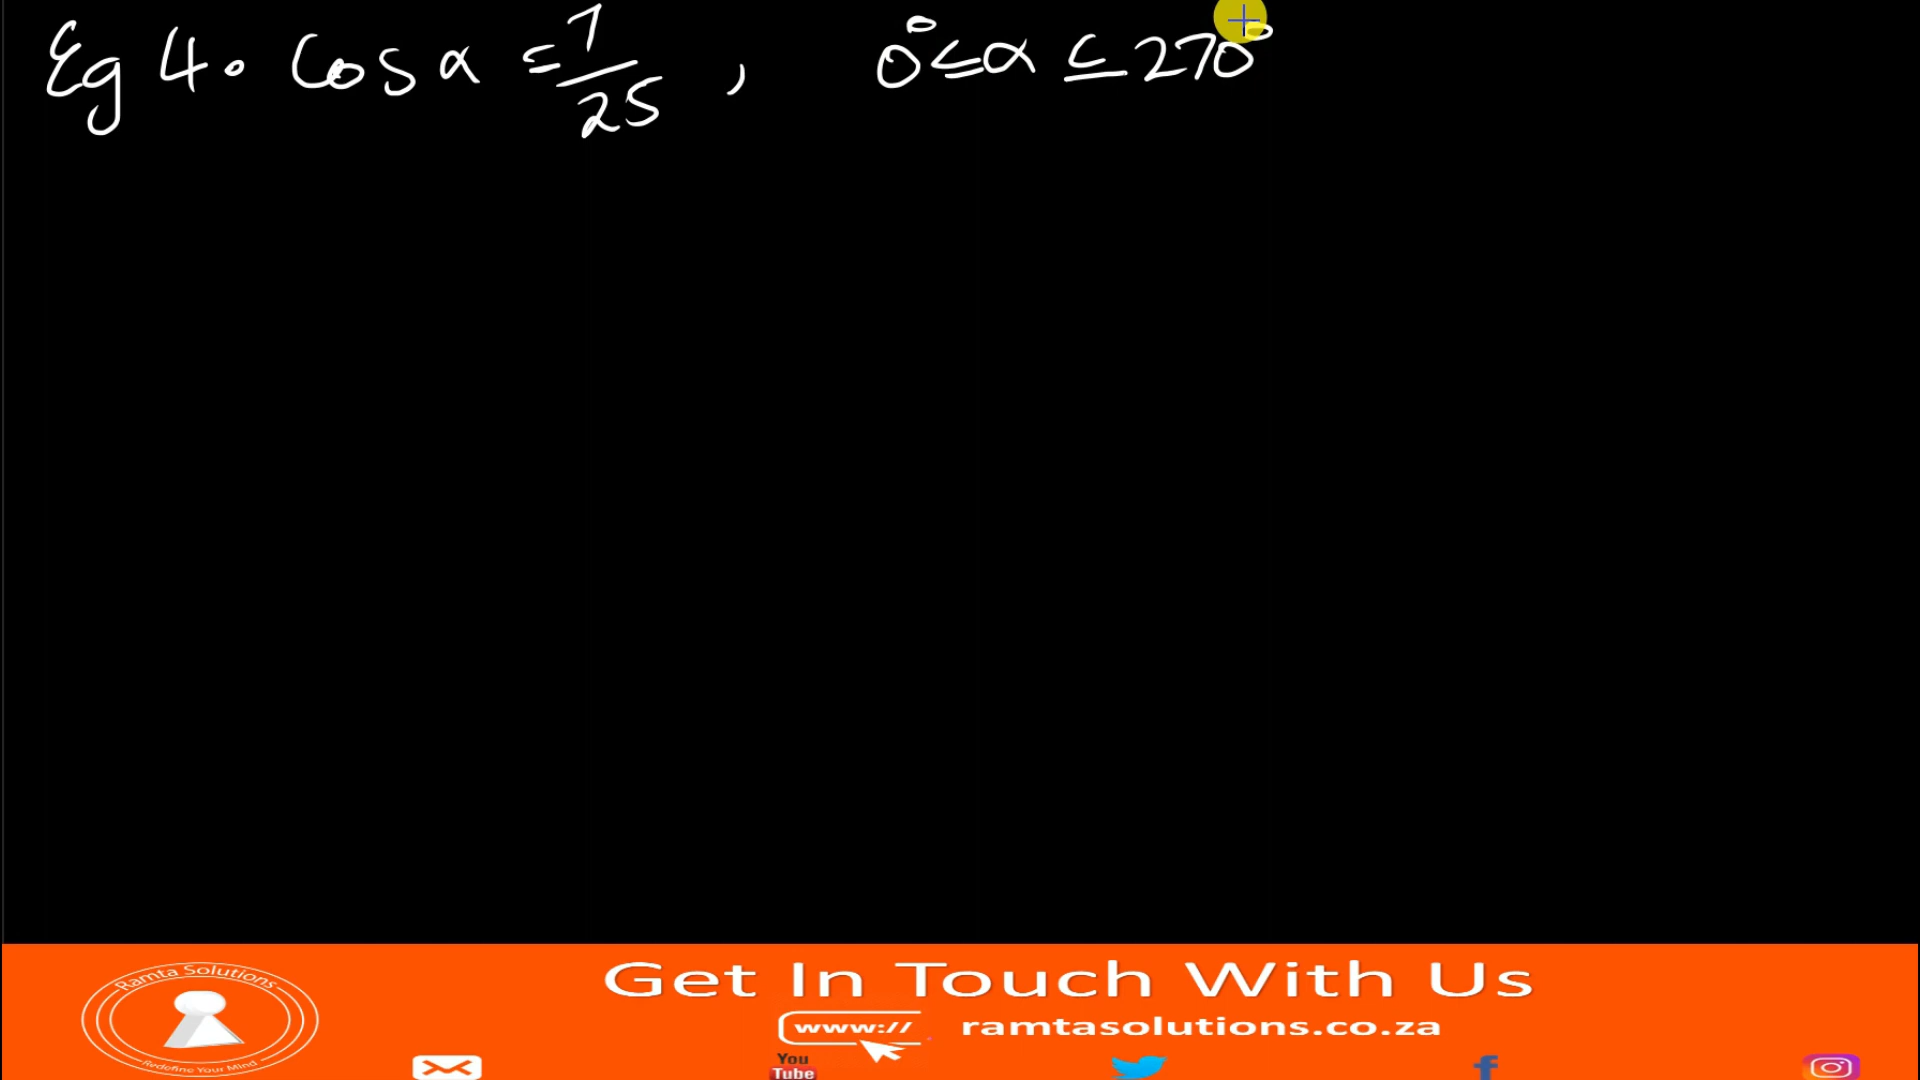 Eg 4. Cos α = 7/25 , 0° ≤ α ≤ 270°
Get In Touch With Us
www:// ramtasolutions.co.za
Ramta Solutions
Redefine Your Mind
You
Tube